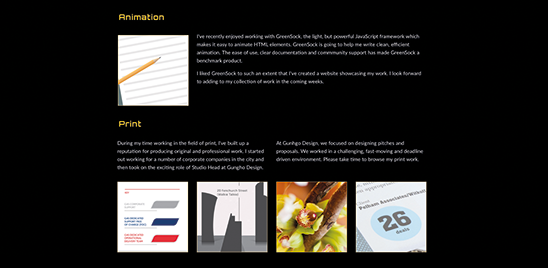 Animation
I've recently enjoyed working with GreenSock, the light, but powerful JavaScript framework which
makes it easy to animate HTML elements. GreenSock is going to help me write clean, efficient
animation. The ease of use, clear documentation and commmunity support has made GreenSock a
benchmark product.
I liked GreenSock to such an extent that I've created a website showcasing my work. I look forward
to adding to my collection of work in the coming weeks.
Print
During my time working in the field of print, I've built up a
reputation for producing original and professional work. I started
out working for a number of corporate companies in the city and
then took on the exciting role of Studio Head at Gungho Design.
At Gunhgo Design, we focused on designing pitches and
proposals. We worked in a challenging, fast-moving and deadline
driven environment. Please take time to browse my print work.
26
deals